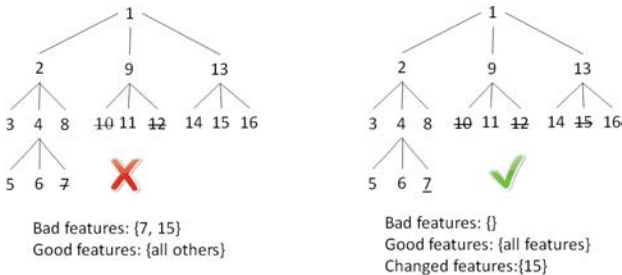 1 1
2 9 13 2 9 13
3 4 8 10 11 12 14 15 16 3 4 8 10 11 12 14 15 16
5 6 7 5 6 7
Bad features: {7, 15}
Good features: {all others}
Bad features: {}
Good features: {all features}
Changed features:{15}